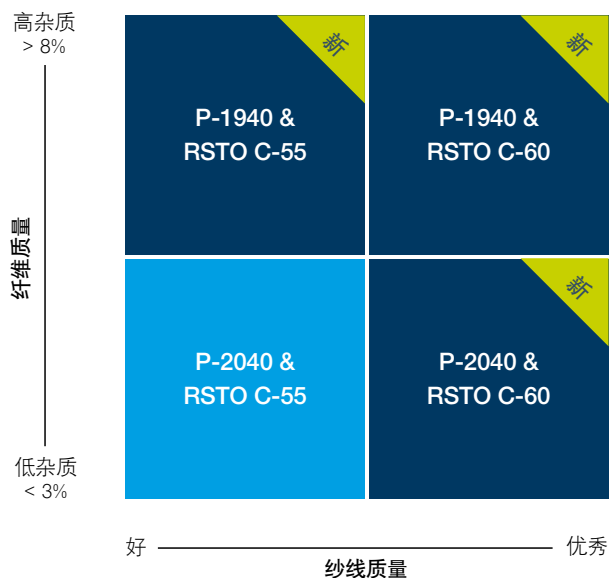 高杂质
> 8%
新
新
P-1940 &
RSTO C-55
P-1940 &
RSTO C-60
纤维质量
新
P-2040 &
RSTO C-55
P-2040 &
RSTO C-60
低杂质
< 3%
好
优秀
纱线质量